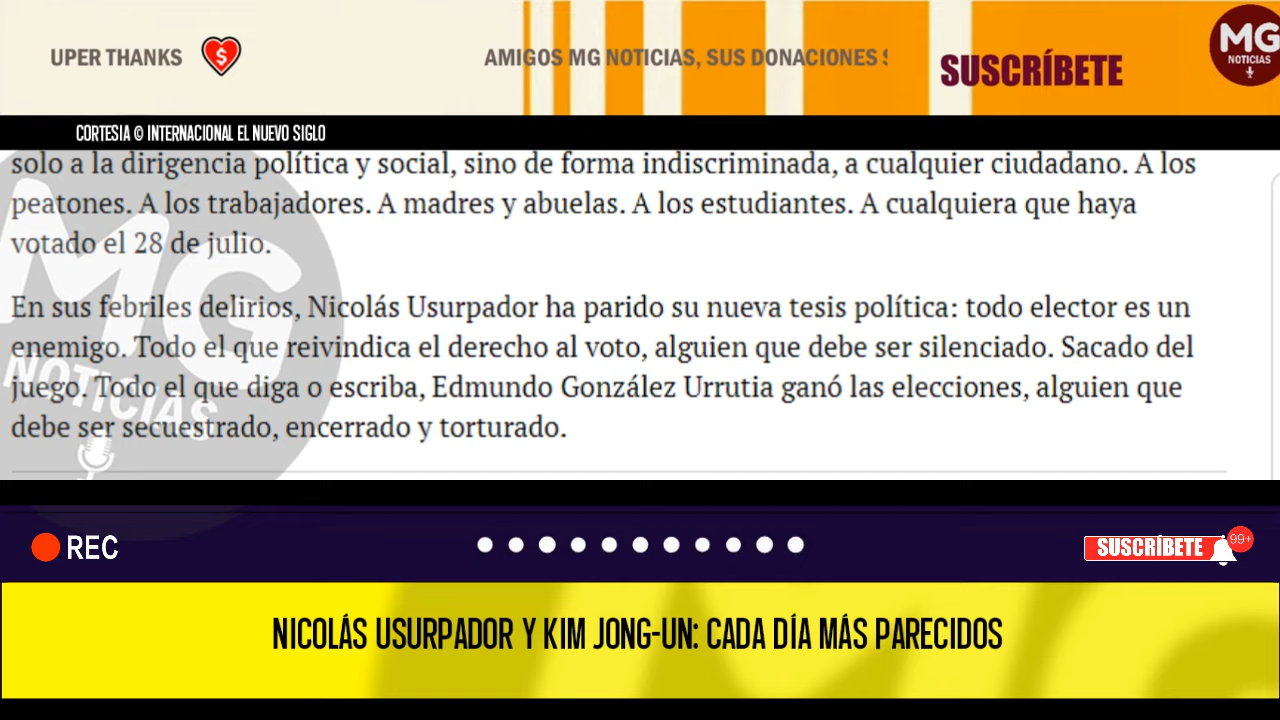 UPER THANKS
$
AMIGOS MG NOTICIAS, SUS DONACIONES
SUSCRÍBETE
MG
NOTICIAS
CORTESIA © INTERNACIONAL EL NUEVO SIGLO
solo a la dirigencia política y social, sino de forma indiscriminada, a cualquier ciudadano. A los
peatones. A los trabajadores. A madres y abuelas. A los estudiantes. A cualquiera que haya
votado el 28 de julio.
En sus febriles delirios, Nicolás Usurpador ha parido su nueva tesis política: todo elector es un
enemigo. Todo el que reivindica el derecho al voto, alguien que debe ser silenciado. Sacado del
juego. Todo el que diga o escriba, Edmundo González Urrutia ganó las elecciones, alguien que
debe ser secuestrado, encerrado y torturado.
MG
NOTICIAS
REC
SUSCRÍBETE
99+
NICOLÁS USURPADOR Y KIM JONG-UN: CADA DÍA MÁS PARECIDOS